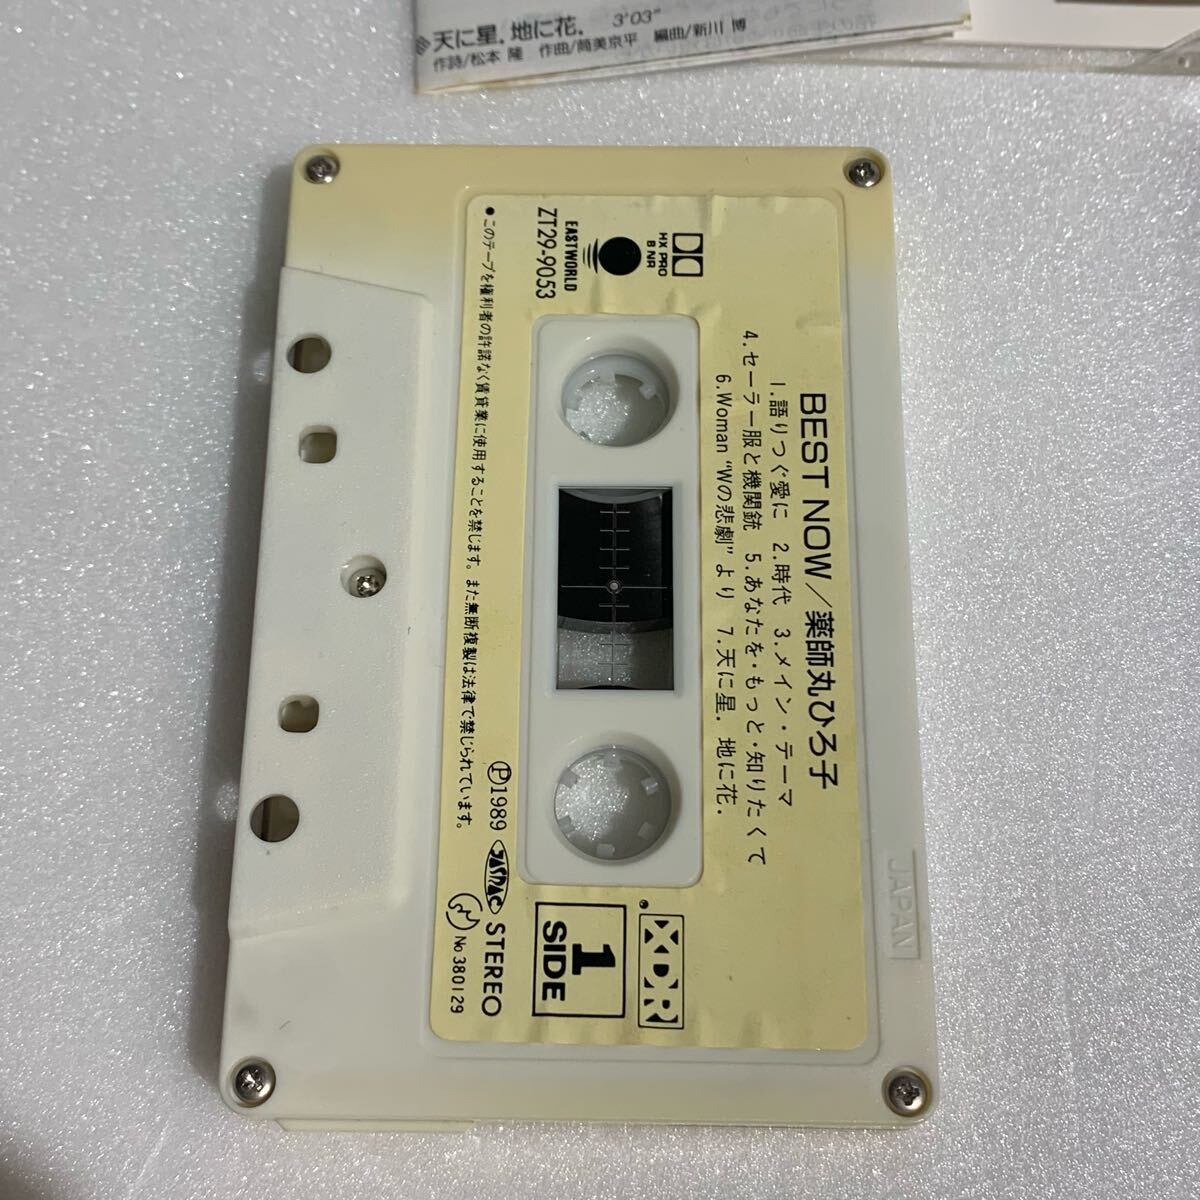 天に星.地に花. 3'03"
作詩/松本 隆 作曲/筒美京平 編曲/新川 博
BEST NOW/薬師丸ひろ子
1.語りつぐ愛に 2.時代 3.メイン・テーマ
4.セーラー服と機関銃 5.あなたを・もっと・知りたくて
6.Woman "Wの悲劇" より 7.天に星.地に花.
HX PRO
B NR
EASTWORLD
ZT29-9053
XDR
1
SIDE
Ⓟ1989 JASRAC STEREO
No 380129
●このテープを権利者の許諾なく賃貸業に使用することを禁じます。また無断複製は法律で禁じられています。
JAPAN